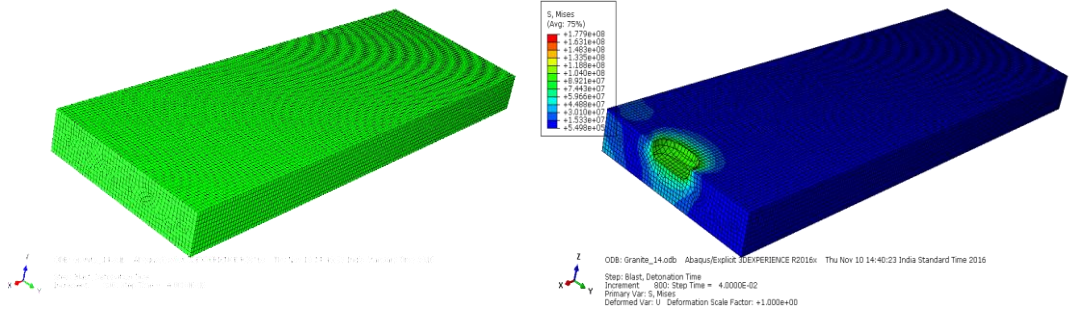 S, Mises
(Avg: 75%)
+1.779e+08
+1.631e+08
+1.483e+08
+1.335e+08
+1.188e+08
+1.040e+08
+8.921e+07
+7.443e+07
+5.966e+07
+4.488e+07
+3.010e+07
+1.533e+07
+5.498e+05
X
Y
Z
X
Y
ODB: Granite_14.odb Abaqus/Explicit 3DEXPERIENCE R2016x Thu Nov 10 14:40:23 India Standard Time 2016
Step: Blast, Detonation Time
Increment 800: Step Time = 4.0000E-02
Primary Var: S, Mises
Deformed Var: U Deformation Scale Factor: +1.000e+00